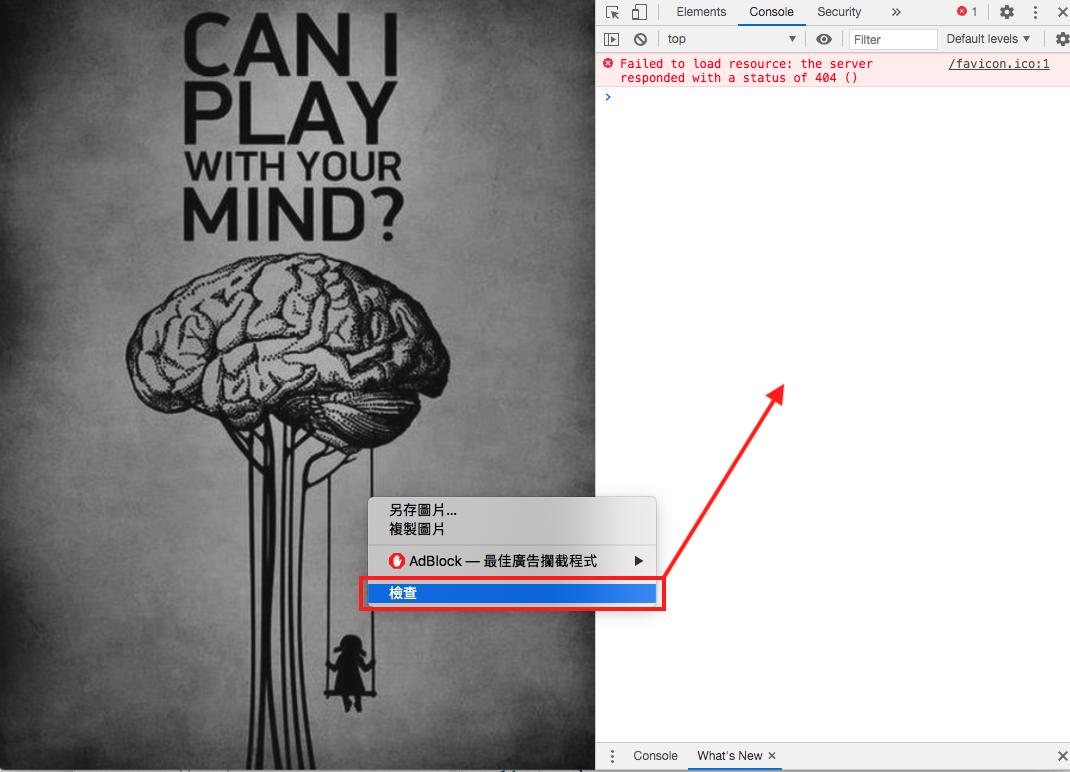 CAN I
PLAY
WITH YOUR
MIND?
另存圖片...
複製圖片
AdBlock — 最佳廣告攔截程式
檢查
Elements Console Security » 1
top Filter Default levels
Failed to load resource: the server /favicon.ico:1
responded with a status of 404 ()
Console What's New